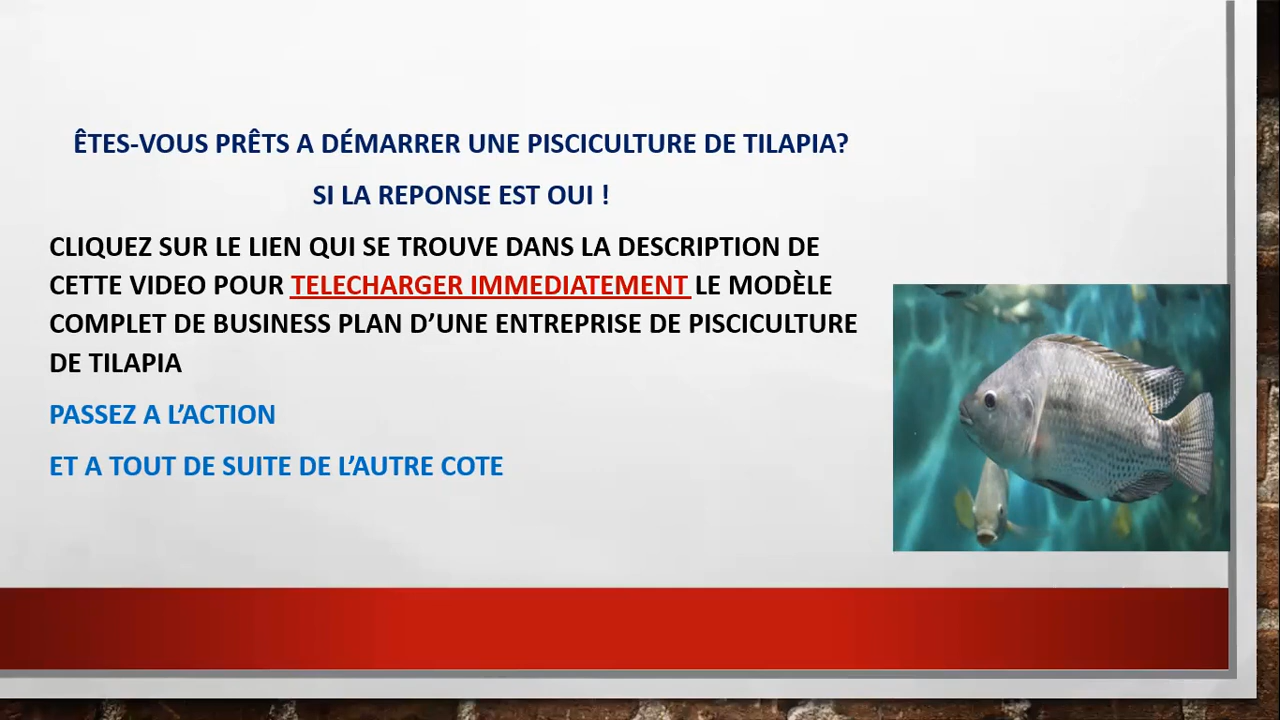 ÊTES-VOUS PRÊTS A DÉMARRER UNE PISCICULTURE DE TILAPIA?
SI LA REPONSE EST OUI !
CLIQUEZ SUR LE LIEN QUI SE TROUVE DANS LA DESCRIPTION DE
CETTE VIDEO POUR TELECHARGER IMMEDIATEMENT LE MODÈLE
COMPLET DE BUSINESS PLAN D’UNE ENTREPRISE DE PISCICULTURE
DE TILAPIA
PASSEZ A L’ACTION
ET A TOUT DE SUITE DE L’AUTRE COTE